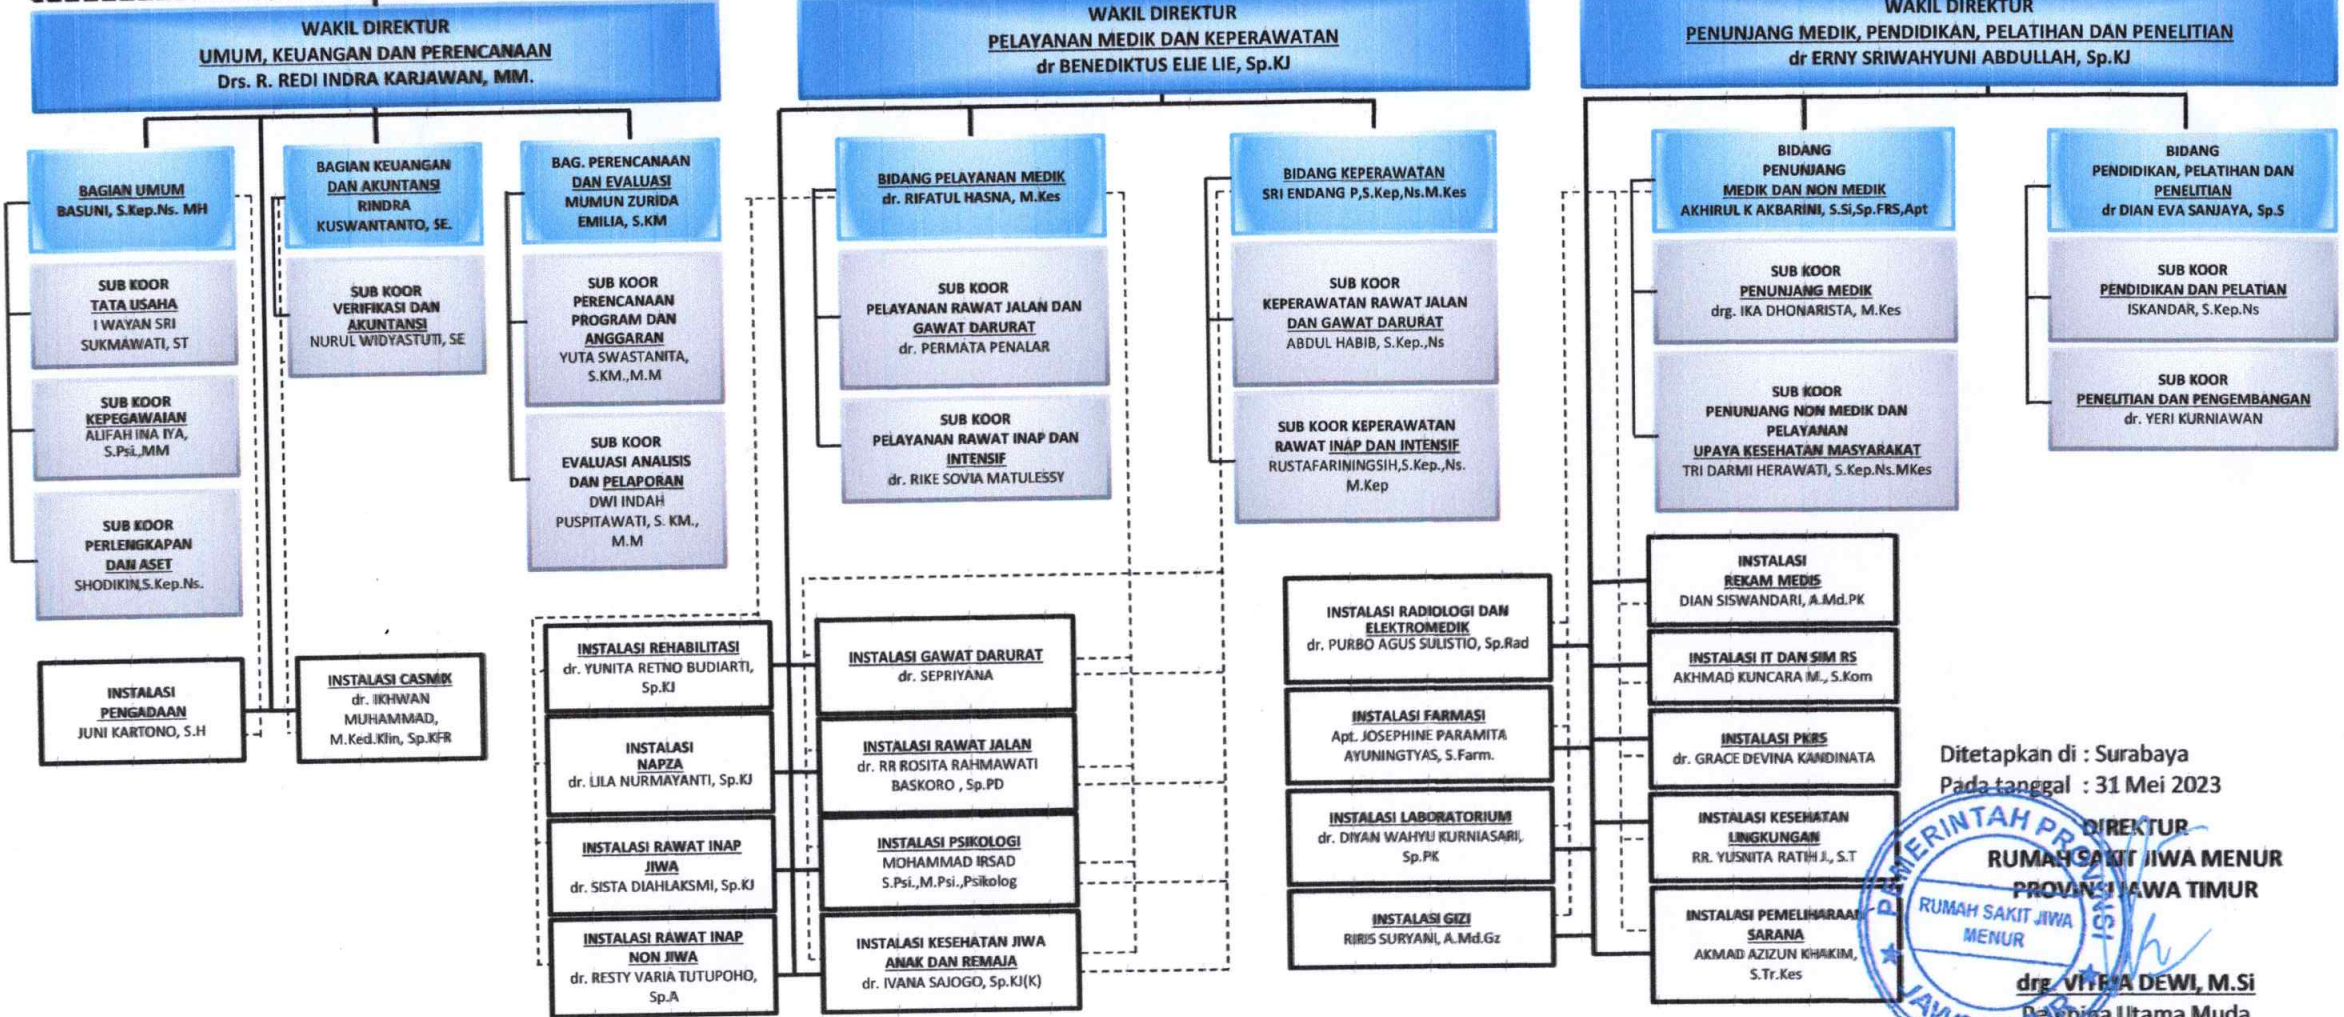 WAKIL DIREKTUR
UMUM, KEUANGAN DAN PERENCANAAN
Drs. R. REDI INDRA KARJAWAN, MM.
WAKIL DIREKTUR
PELAYANAN MEDIK DAN KEPERAWATAN
dr BENEDIKTUS ELIE LIE, Sp.KJ
WAKIL DIREKTUR
PENUNJANG MEDIK, PENDIDIKAN, PELATIHAN DAN PENELITIAN
dr ERNY SRIWAHYUNI ABDULLAH, Sp.KJ
BAGIAN UMUM
BASUNI, S.Kep.Ns. MH
BAGIAN KEUANGAN
DAN AKUNTANSI
RINDRA
KUSWANTANTO, SE.
BAG. PERENCANAAN
DAN EVALUASI
MUMUN ZURIDA
EMILIA, S.KM
BIDANG PELAYANAN MEDIK
dr. RIFATUL HASNA, M.Kes
BIDANG KEPERAWATAN
SRI ENDANG P,S.Kep,Ns.M.Kes
BIDANG
PENUNJANG
MEDIK DAN NON MEDIK
AKHIRUL K AKBARINI, S.Si,Sp.FRS,Apt
BIDANG
PENDIDIKAN, PELATIHAN DAN
PENELITIAN
dr DIAN EVA SANJAYA, Sp.S
SUB KOOR
TATA USAHA
I WAYAN SRI
SUKMAWATI, ST
SUB KOOR
KEPEGAWAIAN
ALIFAH INA IYA,
S.Psi.,MM
SUB KOOR
PERLENGKAPAN
DAN ASET
SHODIKIN,S.Kep.Ns.
SUB KOOR
VERIFIKASI DAN
AKUNTANSI
NURUL WIDYASTUTI, SE
SUB KOOR
PERENCANAAN
PROGRAM DAN
ANGGARAN
YUTA SWASTANITA,
S.KM.,M.M
SUB KOOR
EVALUASI ANALISIS
DAN PELAPORAN
DWI INDAH
PUSPITAWATI, S. KM.,
M.M
SUB KOOR
PELAYANAN RAWAT JALAN DAN
GAWAT DARURAT
dr. PERMATA PENALAR
SUB KOOR
PELAYANAN RAWAT INAP DAN
INTENSIF
dr. RIKE SOVIA MATULESSY
SUB KOOR
KEPERAWATAN RAWAT JALAN
DAN GAWAT DARURAT
ABDUL HABIB, S.Kep.,Ns
SUB KOOR KEPERAWATAN
RAWAT INAP DAN INTENSIF
RUSTAFARININGSIH,S.Kep.,Ns.
M.Kep
SUB KOOR
PENUNJANG MEDIK
drg. IKA DHONARISTA, M.Kes
SUB KOOR
PENUNJANG NON MEDIK DAN
PELAYANAN
UPAYA KESEHATAN MASYARAKAT
TRI DARMI HERAWATI, S.Kep.Ns.MKes
SUB KOOR
PENDIDIKAN DAN PELATIAN
ISKANDAR, S.Kep.Ns
SUB KOOR
PENELITIAN DAN PENGEMBANGAN
dr. YERI KURNIAWAN
INSTALASI
PENGADAAN
JUNI KARTONO, S.H
INSTALASI CASMIX
dr. IKHWAN
MUHAMMAD,
M.Ked.Klin, Sp.KFR
INSTALASI REHABILITASI
dr. YUNITA RETNO BUDIARTI,
Sp.KJ
INSTALASI
NAPZA
dr. LILA NURMAYANTI, Sp.KJ
INSTALASI RAWAT INAP
JIWA
dr. SISTA DIAHLAKSMI, Sp.KJ
INSTALASI RAWAT INAP
NON JIWA
dr. RESTY VARIA TUTUPOHO,
Sp.A
INSTALASI GAWAT DARURAT
dr. SEPRIYANA
INSTALASI RAWAT JALAN
dr. RR ROSITA RAHMAWATI
BASKORO , Sp.PD
INSTALASI PSIKOLOGI
MOHAMMAD IRSAD
S.Psi.,M.Psi.,Psikolog
INSTALASI KESEHATAN JIWA
ANAK DAN REMAJA
dr. IVANA SAJOGO, Sp.KJ(K)
INSTALASI RADIOLOGI DAN
ELEKTROMEDIK
dr. PURBO AGUS SULISTIO, Sp.Rad
INSTALASI FARMASI
Apt. JOSEPHINE PARAMITA
AYUNINGTYAS, S.Farm.
INSTALASI LABORATORIUM
dr. DIYAN WAHYU KURNIASARI,
Sp.PK
INSTALASI GIZI
RIRIS SURYANI, A.Md.Gz
INSTALASI
REKAM MEDIS
DIAN SISWANDARI, A.Md.PK
INSTALASI IT DAN SIM RS
AKHMAD KUNCARA M., S.Kom
INSTALASI PKRS
dr. GRACE DEVINA KANDINATA
INSTALASI KESEHATAN
LINGKUNGAN
RR. YUSNITA RATIH J., S.T
INSTALASI PEMELIHARAAN
SARANA
AKMAD AZIZUN KHAKIM,
S.Tr.Kes
Ditetapkan di : Surabaya
Pada tanggal : 31 Mei 2023
DIREKTUR
RUMAH SAKIT JIWA MENUR
PROVINSI JAWA TIMUR
PEMERINTAH PROVINSI
RUMAH SAKIT JIWA
MENUR
drg. VITRIA DEWI, M.Si
Pembina Utama Muda